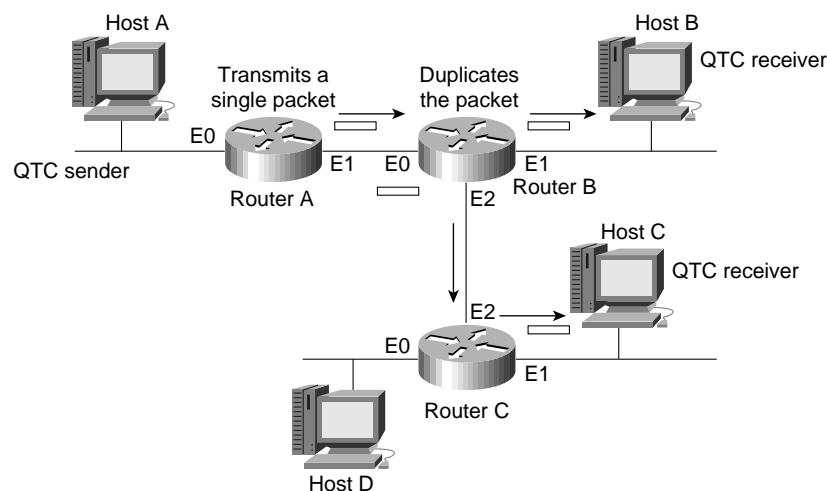 Host A
Host B
QTC receiver
Transmits a
single packet
Duplicates
the packet
E0
E1
E0
E1
QTC sender
Router A
E2
Router B
Host C
QTC receiver
E2
E0
E1
Router C
Host D